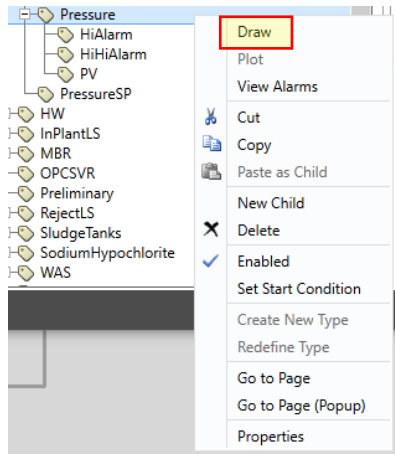 Pressure
HiAlarm
HiHiAlarm
PV
PressureSP
HW
InPlantLS
MBR
OPCSVR
Preliminary
RejectLS
SludgeTanks
SodiumHypochlorite
WAS
Draw
Plot
View Alarms
Cut
Copy
Paste as Child
New Child
Delete
Enabled
Set Start Condition
Create New Type
Redefine Type
Go to Page
Go to Page (Popup)
Properties